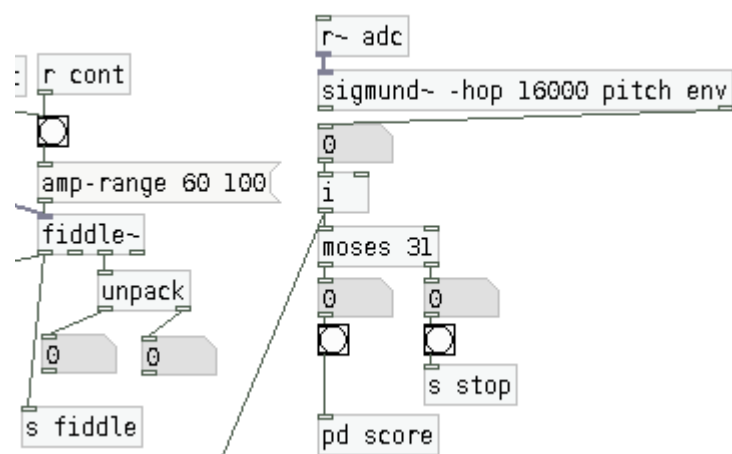 r cont
amp-range 60 100
fiddle~
unpack
0
0
s fiddle
r~ adc
sigmund~ -hop 16000 pitch env
0
i
moses 31
0
0
s stop
pd score